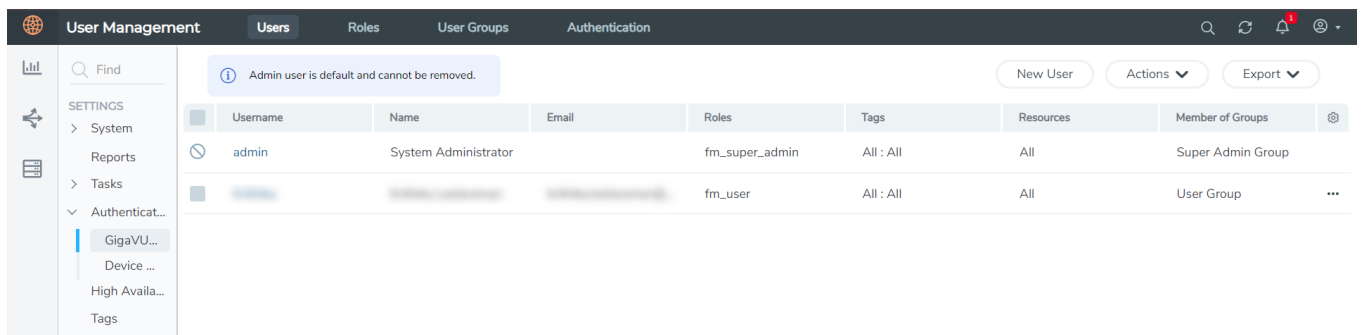 User Management Users Roles User Groups Authentication 1
Find
Admin user is default and cannot be removed. New User Actions Export
SETTINGS
Username Name Email Roles Tags Resources Member of Groups
System
Reports
admin System Administrator fm_super_admin All : All All Super Admin Group
Tasks
fm_user All : All All User Group ...
Authenticat...
GigaVU...
Device ...
High Availa...
Tags